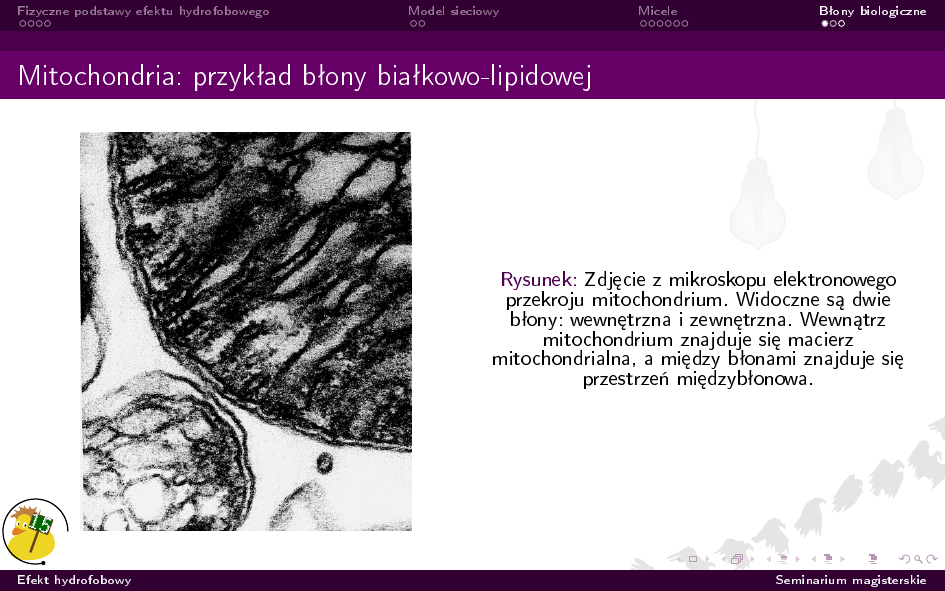 Fizyczne podstawy efektu hydrofobowego
Model sieciowy
Micele
Błony biologiczne
Mitochondria: przykład błony białkowo-lipidowej
Rysunek: Zdjęcie z mikroskopu elektronowego
przekroju mitochondrium. Widoczne są dwie
błony: wewnętrzna i zewnętrzna. Wewnątrz
mitochondrium znajduje się macierz
mitochondrialna, a między błonami znajduje się
przestrzeń międzybłonowa.
15
Efekt hydrofobowy
Seminarium magisterskie